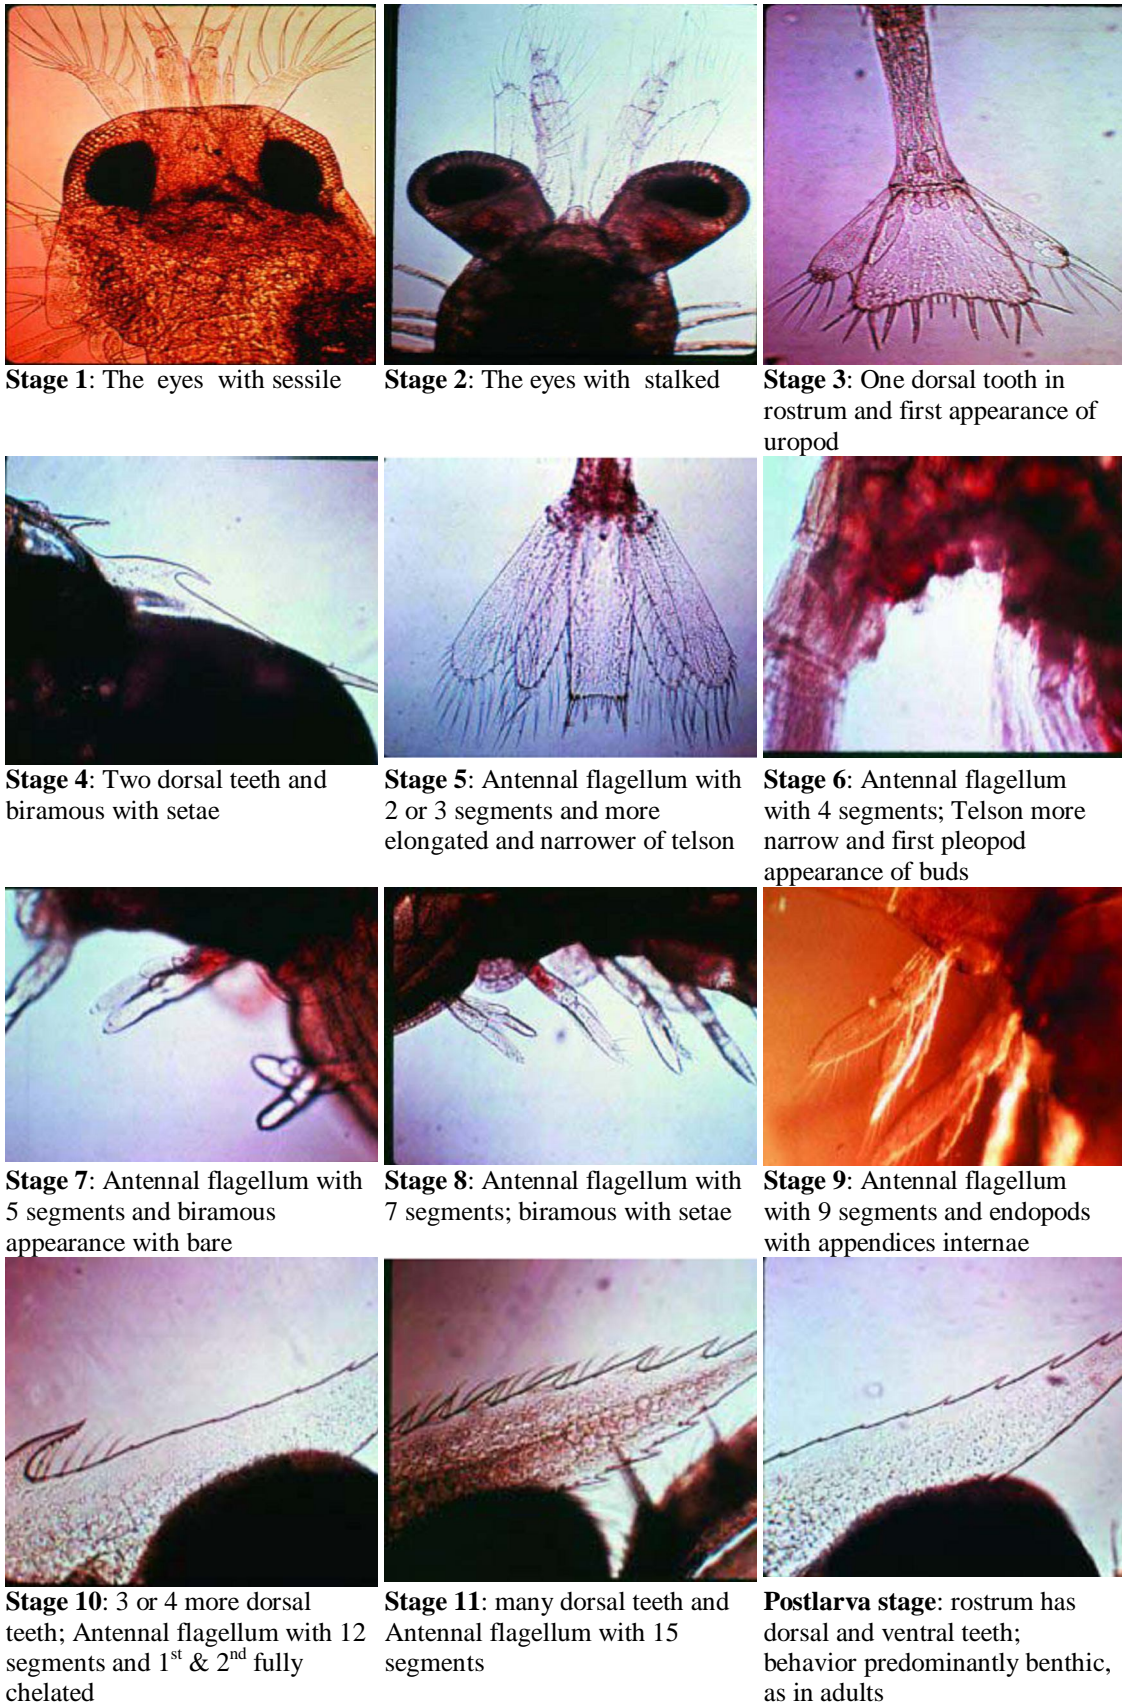 Stage 1: The eyes with sessile
Stage 2: The eyes with stalked
Stage 3: One dorsal tooth in
rostrum and first appearance of
uropod
Stage 4: Two dorsal teeth and
biramous with setae
Stage 5: Antennal flagellum with
2 or 3 segments and more
elongated and narrower of telson
Stage 6: Antennal flagellum
with 4 segments; Telson more
narrow and first pleopod
appearance of buds
Stage 7: Antennal flagellum with
5 segments and biramous
appearance with bare
Stage 8: Antennal flagellum with
7 segments; biramous with setae
Stage 9: Antennal flagellum
with 9 segments and endopods
with appendices internae
Stage 10: 3 or 4 more dorsal
teeth; Antennal flagellum with 12
segments and 1st & 2nd fully
chelated
Stage 11: many dorsal teeth and
Antennal flagellum with 15
segments
Postlarva stage: rostrum has
dorsal and ventral teeth;
behavior predominantly benthic,
as in adults